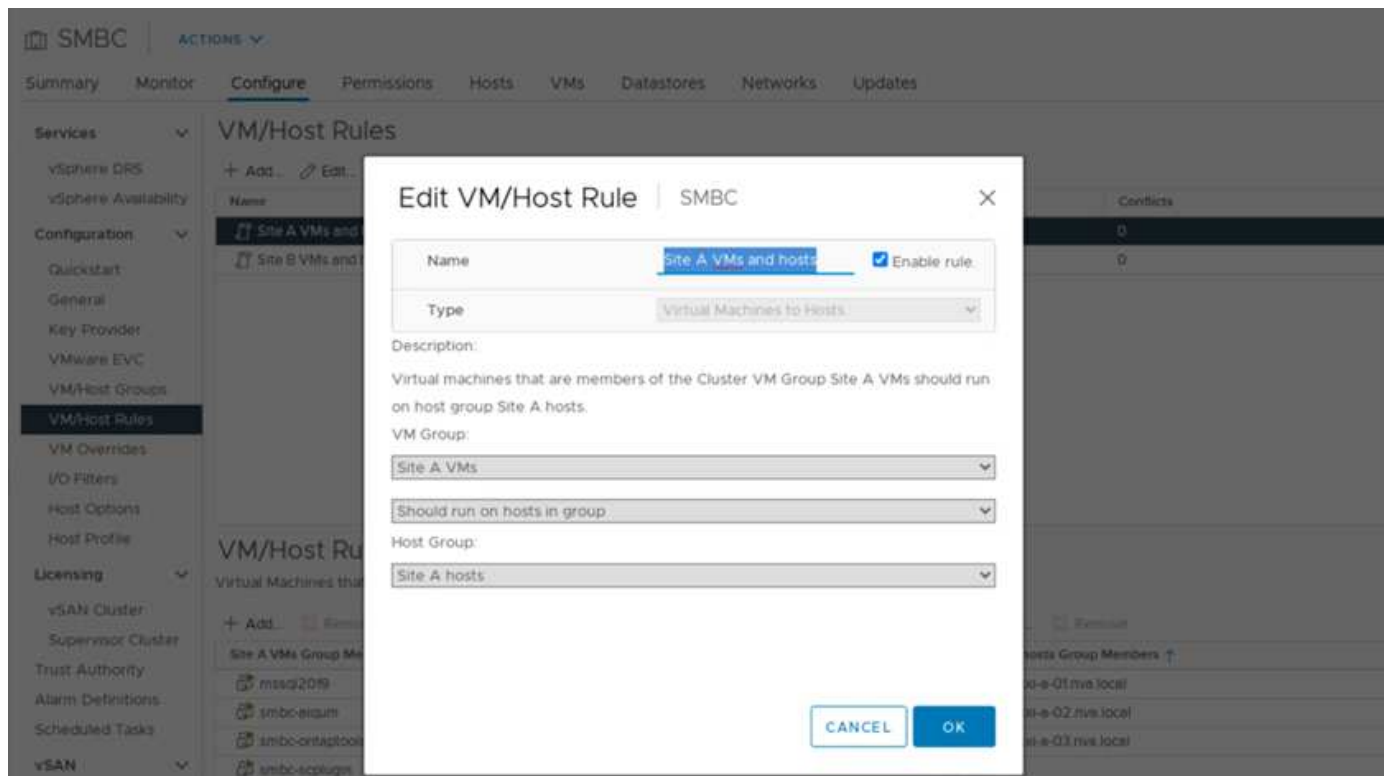 SMBC ACTIONS
Summary Monitor Configure Permissions Hosts VMs Datastores Networks Updates
Services
vSphere DRS
vSphere Availability
Configuration
Quickstart
General
Key Provider
VMware EVC
VM/Host Groups
VM/Host Rules
VM Overrides
I/O Filters
Host Options
Host Profile
Licensing
vSAN Cluster
Supervisor Cluster
Trust Authority
Alarm Definitions
Scheduled Tasks
vSAN
VM/Host Rules
+ Add... Edit...
Name Conflicts
Site A VMs and 0
Site B VMs and 0
Edit VM/Host Rule SMBC
Name Site A VMs and hosts Enable rule.
Type Virtual Machines to Hosts
Description:
Virtual machines that are members of the Cluster VM Group Site A VMs should run
on host group Site A hosts.
VM Group:
Site A VMs
Should run on hosts in group
Host Group:
Site A hosts
CANCEL OK
VM/Host Ru
Virtual Machines that
+ Add... Remove
Site A VMs Group Me Group Members
mssql2019
smbc-aiqum
smbc-ontaptools
smbc-scplugin